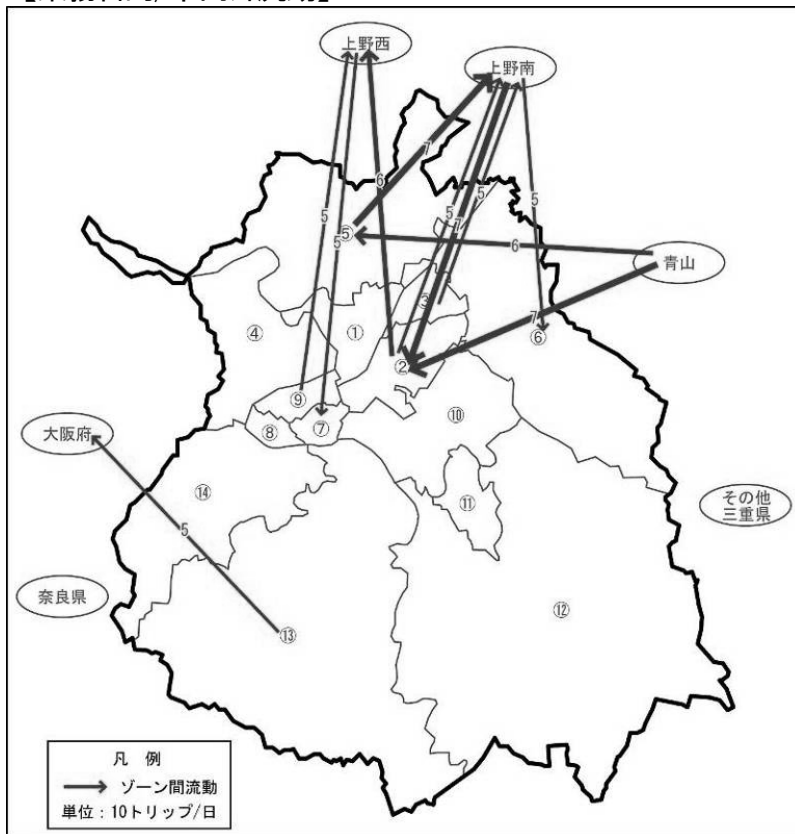 上野西
上野南
7
6
5
5
5
7
5
5
5
⑤
6
青山
③
④
①
7
⑥
②
⑨
⑩
大阪府
⑧
⑦
⑭
⑪
その他
三重県
5
奈良県
⑫
⑬
凡 例
ゾーン間流動
単位:10トリップ/日